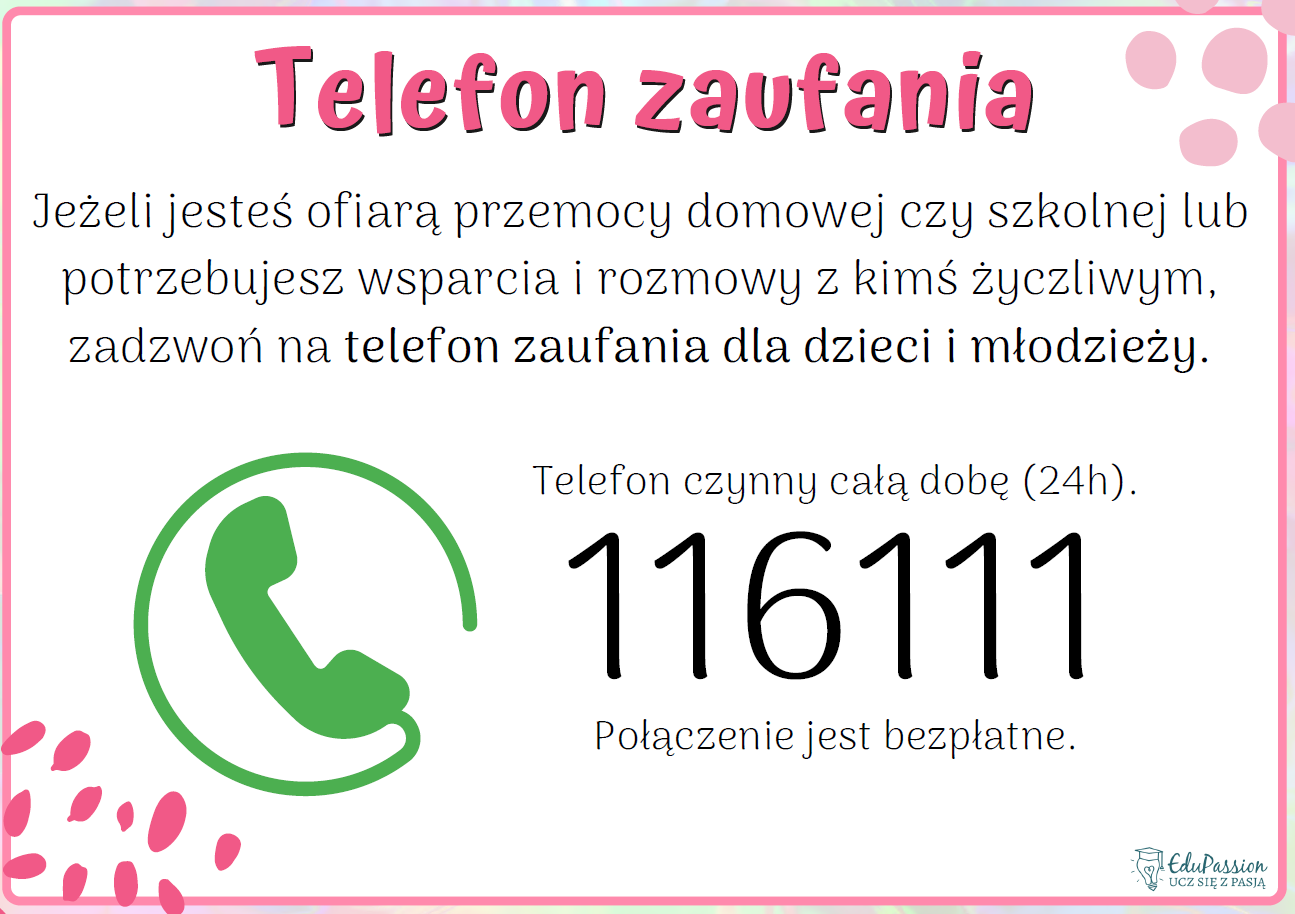 Telefon zaufania
Jeżeli jesteś ofiarą przemocy domowej czy szkolnej lub
potrzebujesz wsparcia i rozmowy z kimś życzliwym,
zadzwoń na telefon zaufania dla dzieci i młodzieży.
Telefon czynny całą dobę (24h).
116111
Połączenie jest bezpłatne.
EduPassion
UCZ SIĘ Z PASJĄ